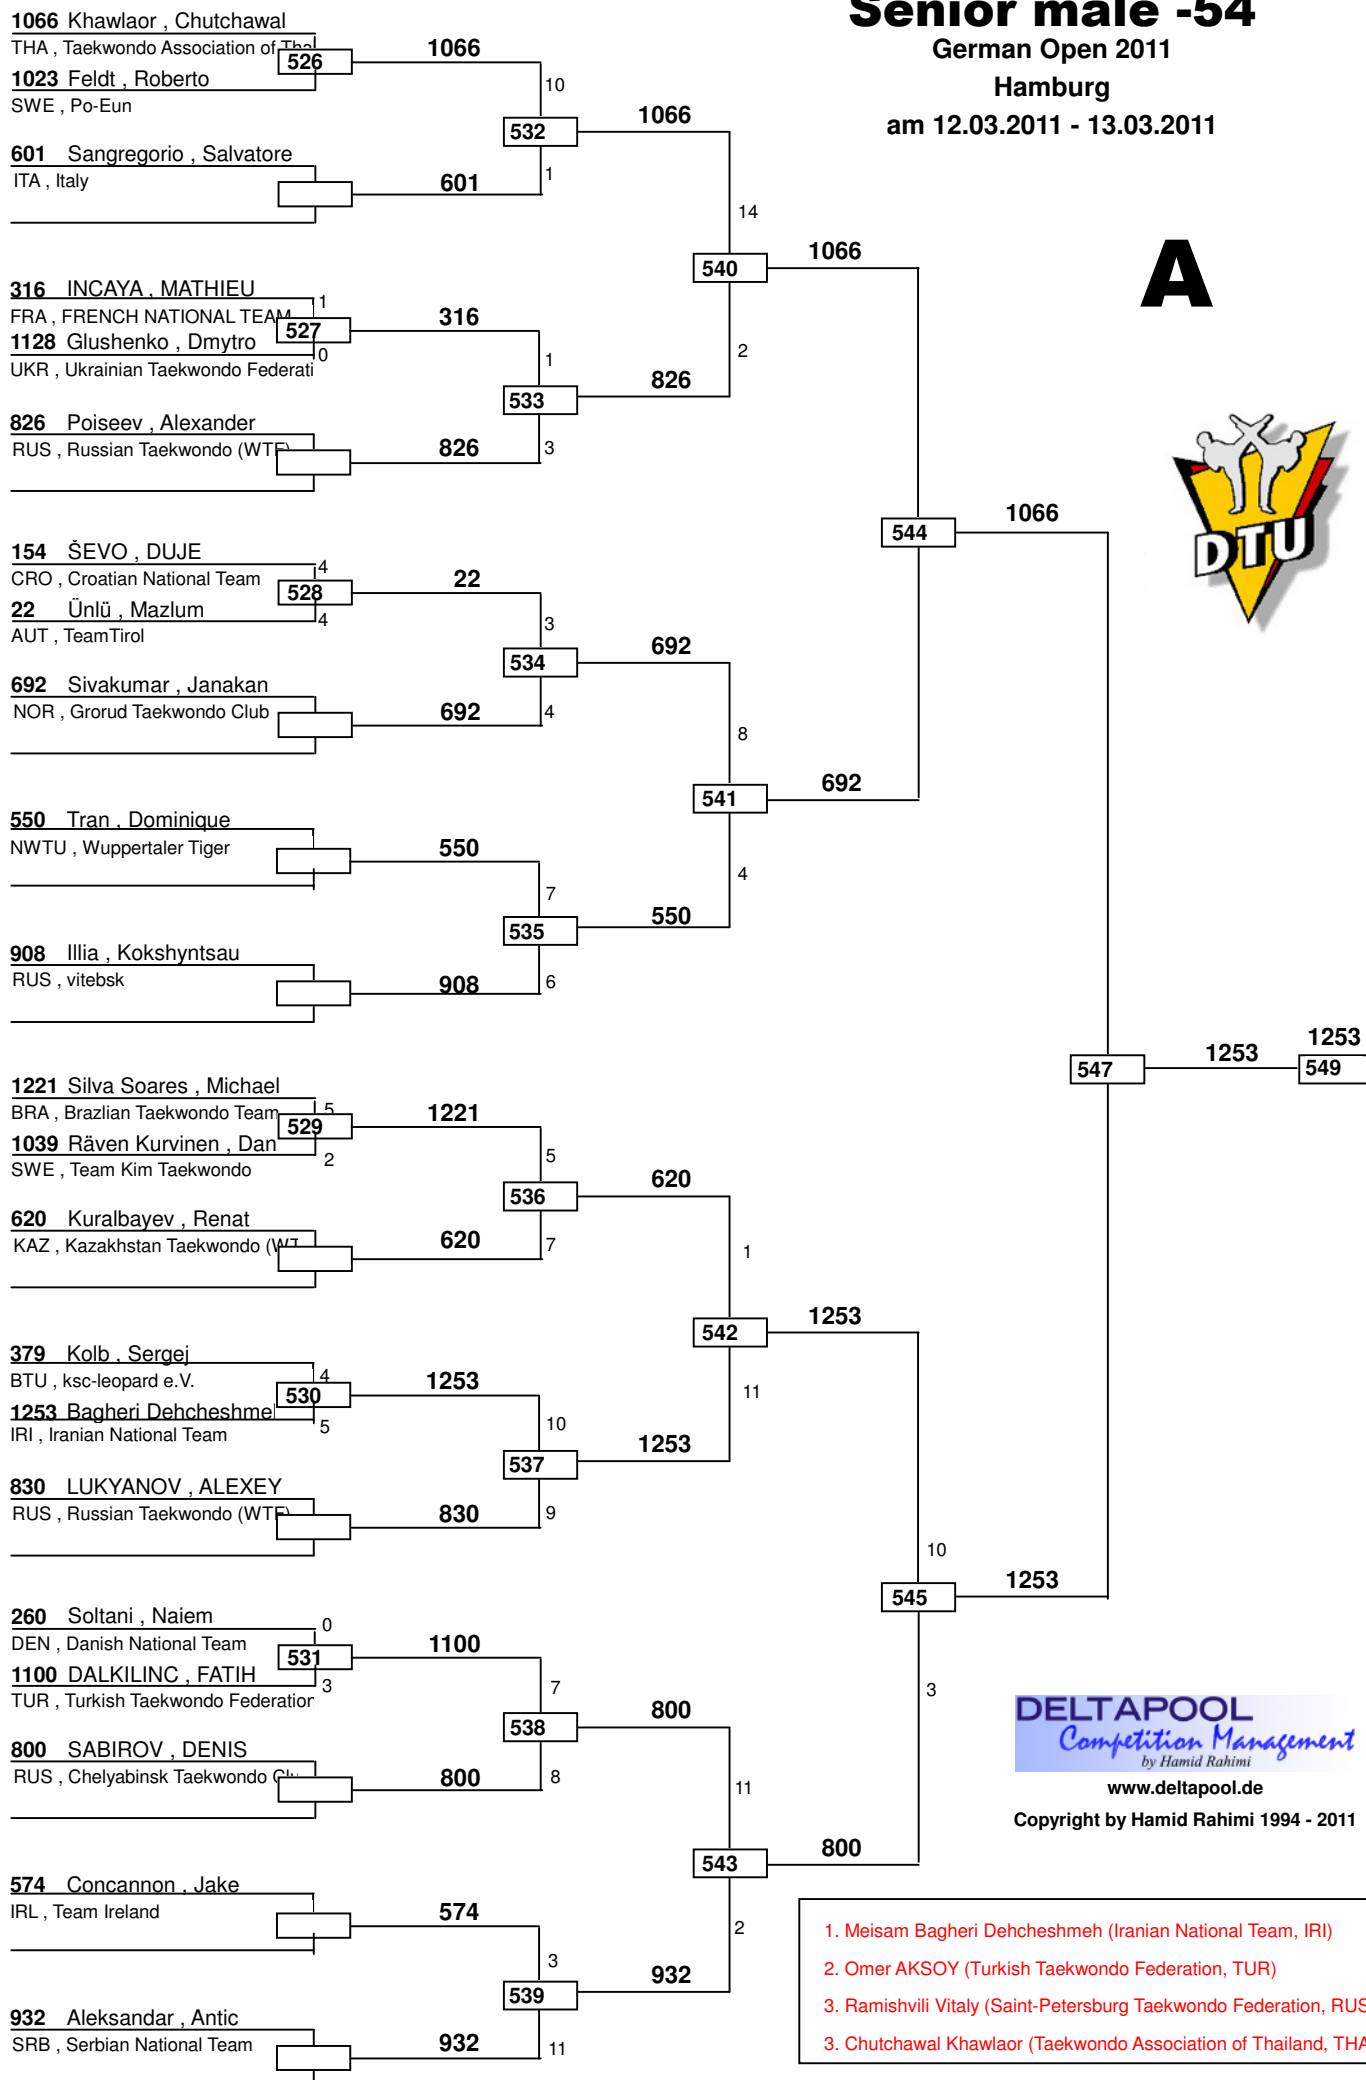 Senior male -54
German Open 2011
Hamburg
am 12.03.2011 - 13.03.2011
A
DTU
1066 Khawlaor , Chutchawal
THA , Taekwondo Association of Thai
526
1066
1023 Feldt , Roberto
SWE , Po-Eun
10
532
1066
601 Sangregorio , Salvatore
ITA , Italy
601
1
14
540
1066
316 INCAYA , MATHIEU
1
FRA , FRENCH NATIONAL TEAM
527
316
1128 Glushenko , Dmytro
0
UKR , Ukrainian Taekwondo Federati
1
533
826
2
826 Poiseev , Alexander
RUS , Russian Taekwondo (WTF)
826
3
544
1066
154 ŠEVO , DUJE
4
CRO , Croatian National Team
528
22
22 Ünlü , Mazlum
4
AUT , TeamTirol
3
534
692
692 Sivakumar , Janakan
NOR , Grorud Taekwondo Club
692
4
8
541
692
550 Tran , Dominique
NWTU , Wuppertaler Tiger
550
4
7
535
550
908 Illia , Kokshyntsau
RUS , vitebsk
908
6
547
1253
1253
549
1221 Silva Soares , Michael
5
BRA , Brazlian Taekwondo Team
529
1221
1039 Räven Kurvinen , Dan
2
SWE , Team Kim Taekwondo
5
536
620
620 Kuralbayev , Renat
KAZ , Kazakhstan Taekwondo (WT
620
7
1
542
1253
379 Kolb , Sergej
4
BTU , ksc-leopard e.V.
530
1253
1253 Bagheri Dehcheshme
5
IRI , Iranian National Team
10
537
1253
11
830 LUKYANOV , ALEXEY
RUS , Russian Taekwondo (WTF)
830
9
10
545
1253
3
260 Soltani , Naiem
0
DEN , Danish National Team
531
1100
1100 DALKILINC , FATIH
3
TUR , Turkish Taekwondo Federation
7
538
800
800 SABIROV , DENIS
RUS , Chelyabinsk Taekwondo Clu
800
8
11
543
800
574 Concannon , Jake
IRL , Team Ireland
574
2
3
539
932
932 Aleksandar , Antic
SRB , Serbian National Team
932
11
DELTAPOOL
Competition Management
by Hamid Rahimi
www.deltapool.de
Copyright by Hamid Rahimi 1994 - 2011
1. Meisam Bagheri Dehcheshmeh (Iranian National Team, IRI)
2. Omer AKSOY (Turkish Taekwondo Federation, TUR)
3. Ramishvili Vitaly (Saint-Petersburg Taekwondo Federation, RUS
3. Chutchawal Khawlaor (Taekwondo Association of Thailand, THA